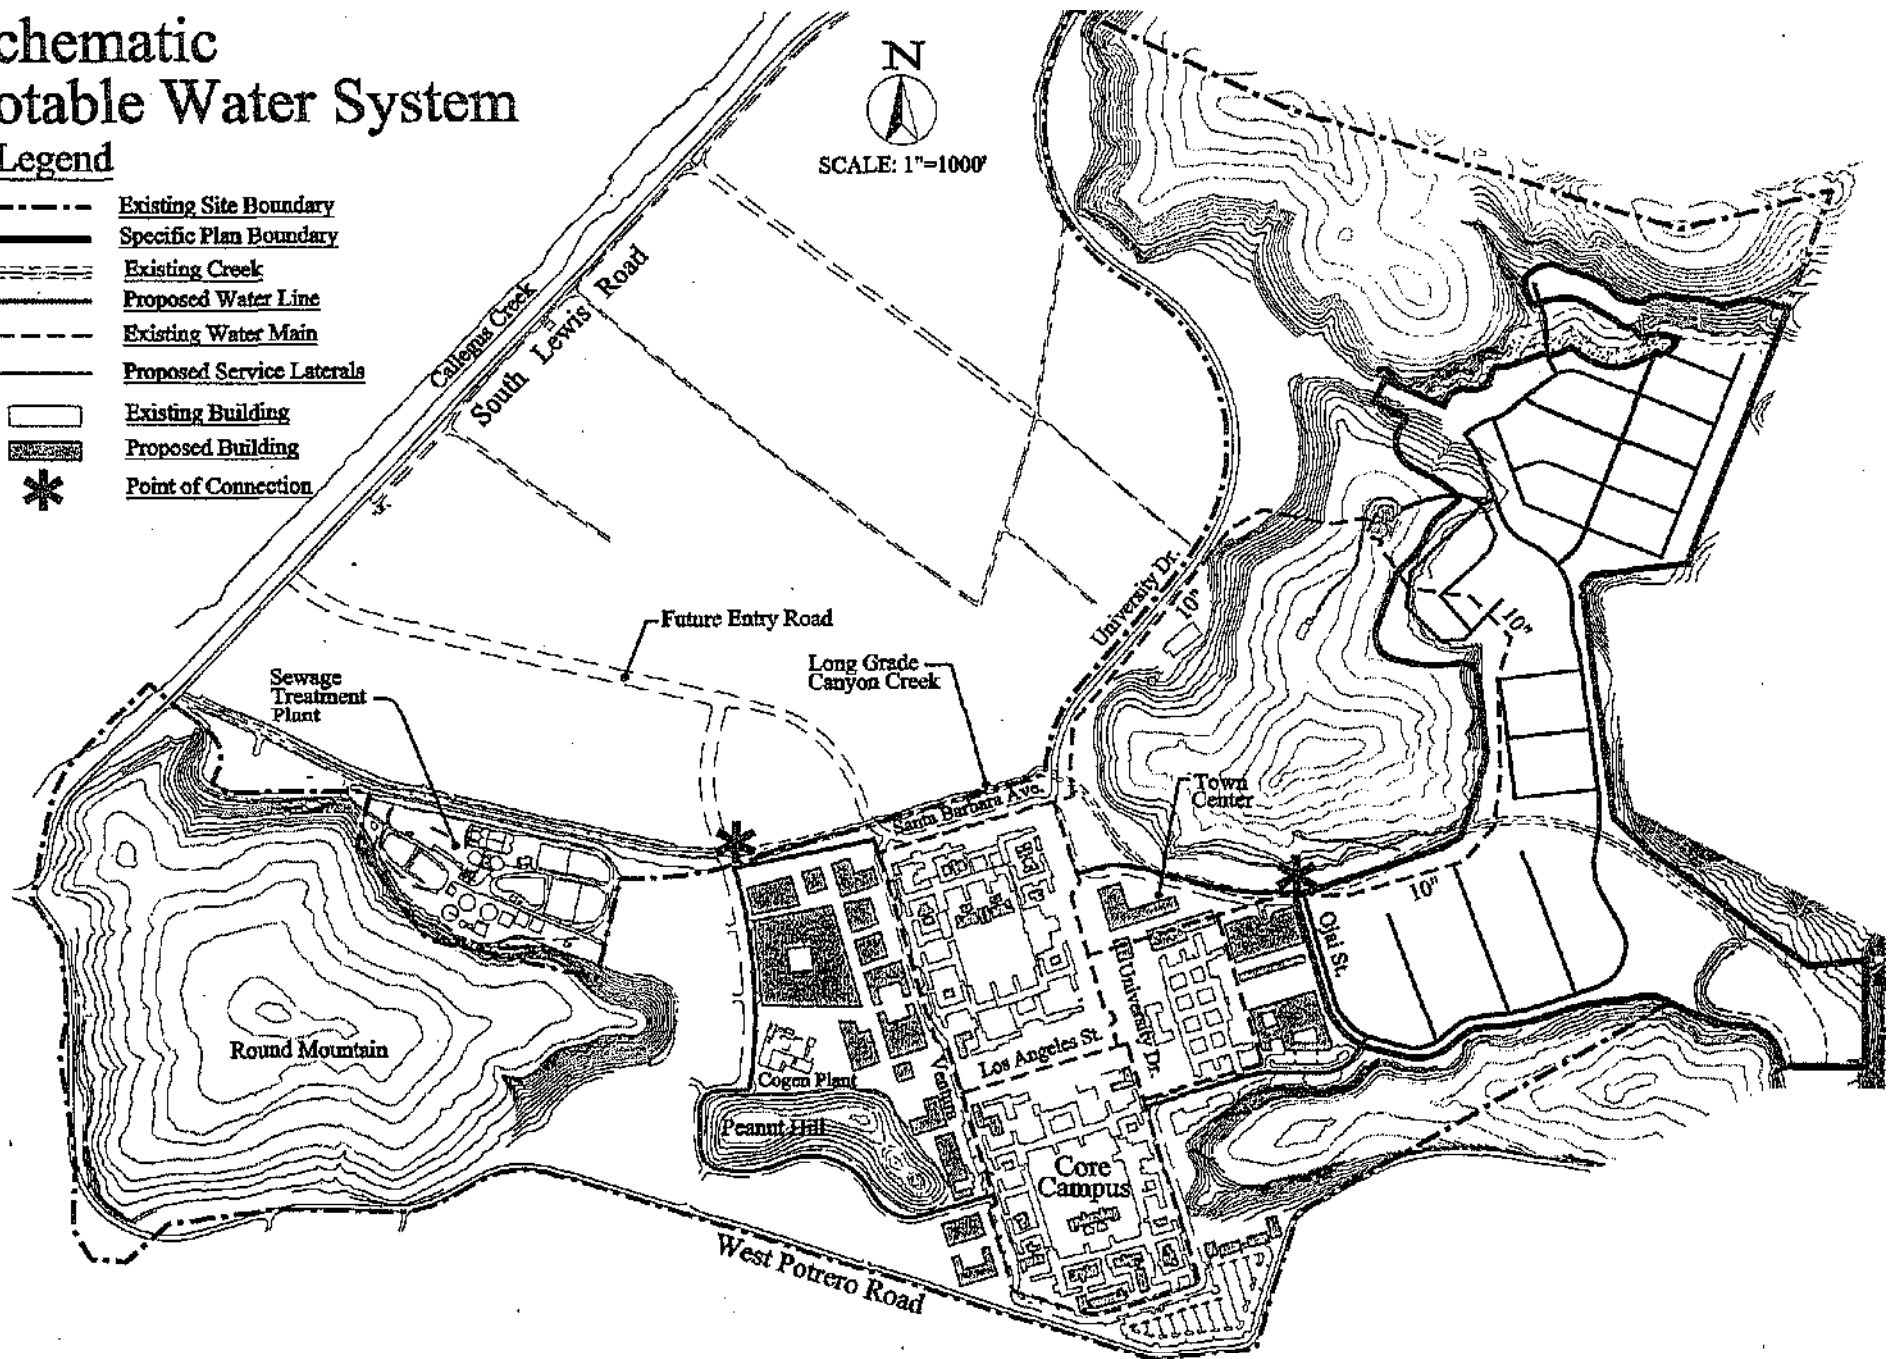 chematic
otable Water System
Legend
Existing Site Boundary
Specific Plan Boundary
Existing Creek
Proposed Water Line
Existing Water Main
Proposed Service Laterals
Existing Building
Proposed Building
Point of Connection
N
SCALE: 1"=1000'
Callegus Creek
South Lewis Road
Future Entry Road
Sewage
Treatment
Plant
Long Grade
Canyon Creek
University Dr.
10"
10"
Santa Barbara Ave.
Town
Center
10"
Ojai St.
University Dr.
Los Angeles St.
Ventura
Round Mountain
Cogen Plant
Peanut Hill
Core
Campus
West Potrero Road